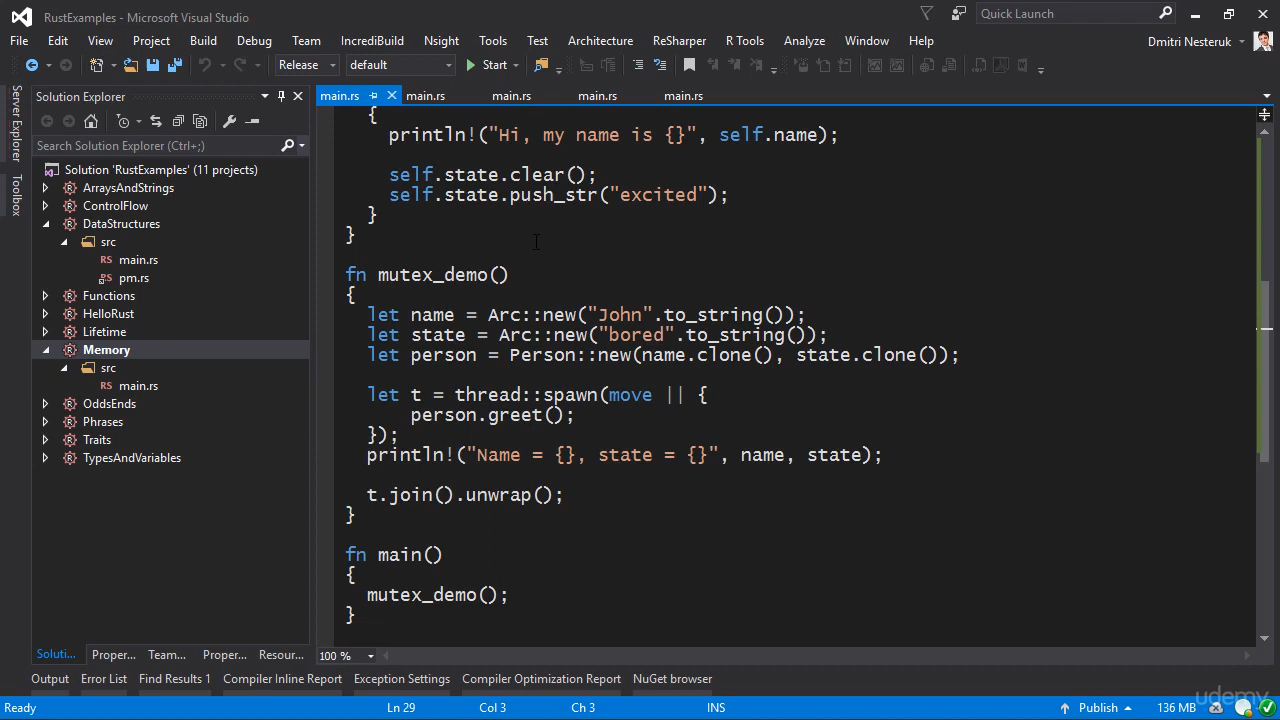 RustExamples - Microsoft Visual Studio
Quick Launch
File Edit View Project Build Debug Team IncrediBuild Nsight Tools Test Architecture ReSharper R Tools Analyze Window Help
Dmitri Nesteruk
Release default Start
Server Explorer
Toolbox
Solution Explorer
Search Solution Explorer (Ctrl+;)
Solution 'RustExamples' (11 projects)
ArraysAndStrings
ControlFlow
DataStructures
src
main.rs
pm.rs
Functions
HelloRust
Lifetime
Memory
src
main.rs
OddsEnds
Phrases
Traits
TypesAndVariables
Soluti... Proper... Team... Proper... Resour...
main.rs main.rs main.rs main.rs main.rs
{
println!("Hi, my name is {}", self.name);
self.state.clear();
self.state.push_str("excited");
}
}
fn mutex_demo()
{
let name = Arc::new("John".to_string());
let state = Arc::new("bored".to_string());
let person = Person::new(name.clone(), state.clone());
let t = thread::spawn(move || {
person.greet();
});
println!("Name = {}, state = {}", name, state);
t.join().unwrap();
}
fn main()
{
mutex_demo();
}
100 %
Output Error List Find Results 1 Compiler Inline Report Exception Settings Compiler Optimization Report NuGet browser
Ready Ln 29 Col 3 Ch 3 INS Publish 136 MB
udemy